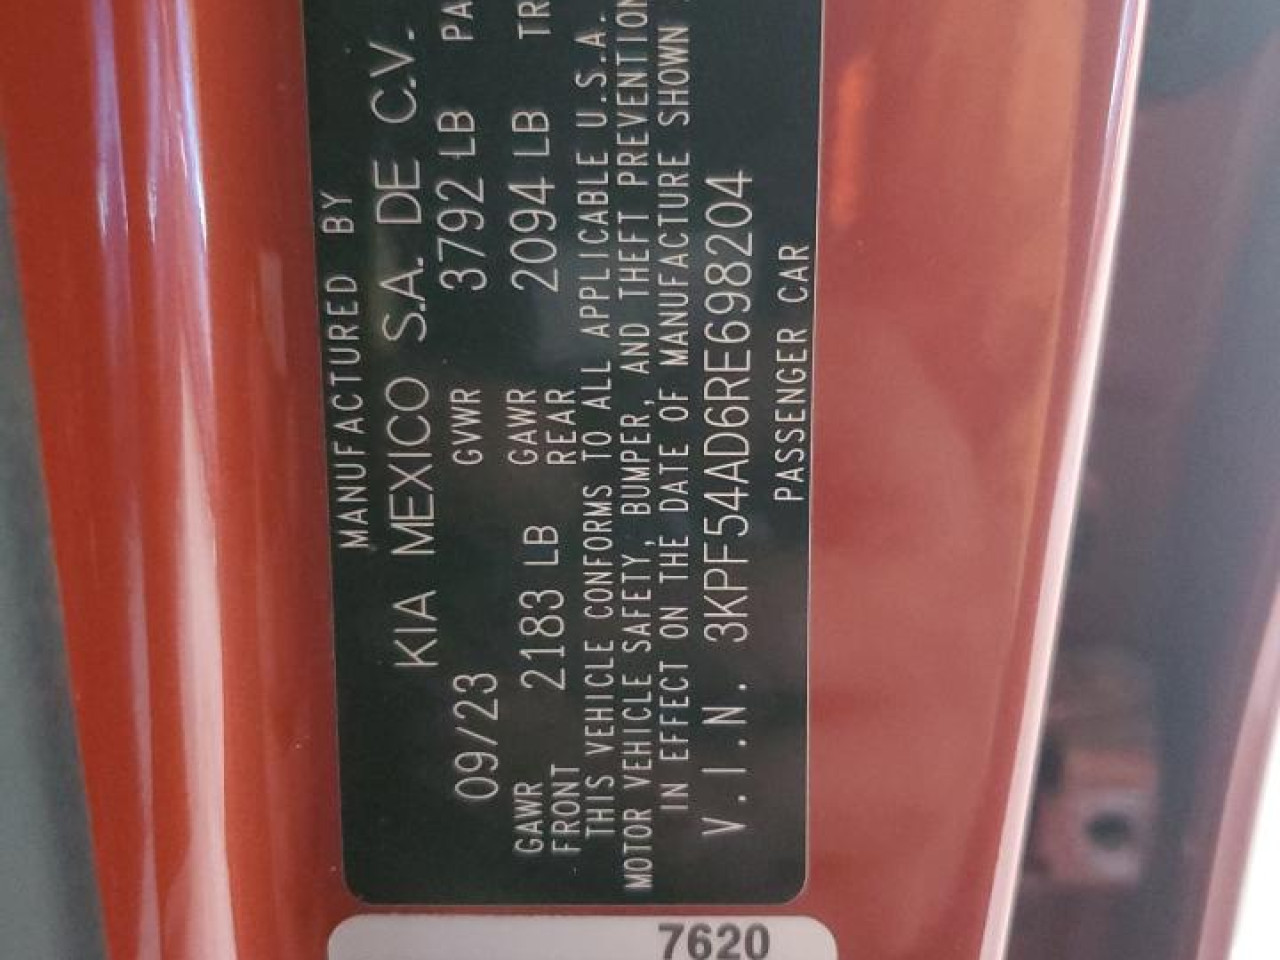 MANUFACTURED BY
KIA MEXICO S.A. DE C.V.
09/23 GVWR 3792 LB PA
GAWR FRONT 2183 LB GAWR REAR 2094 LB TR
THIS VEHICLE CONFORMS TO ALL APPLICABLE U.S.A.
MOTOR VEHICLE SAFETY, BUMPER, AND THEFT PREVENTION
IN EFFECT ON THE DATE OF MANUFACTURE SHOWN
V.I.N. 3KPF54AD6RE698204
PASSENGER CAR
7620